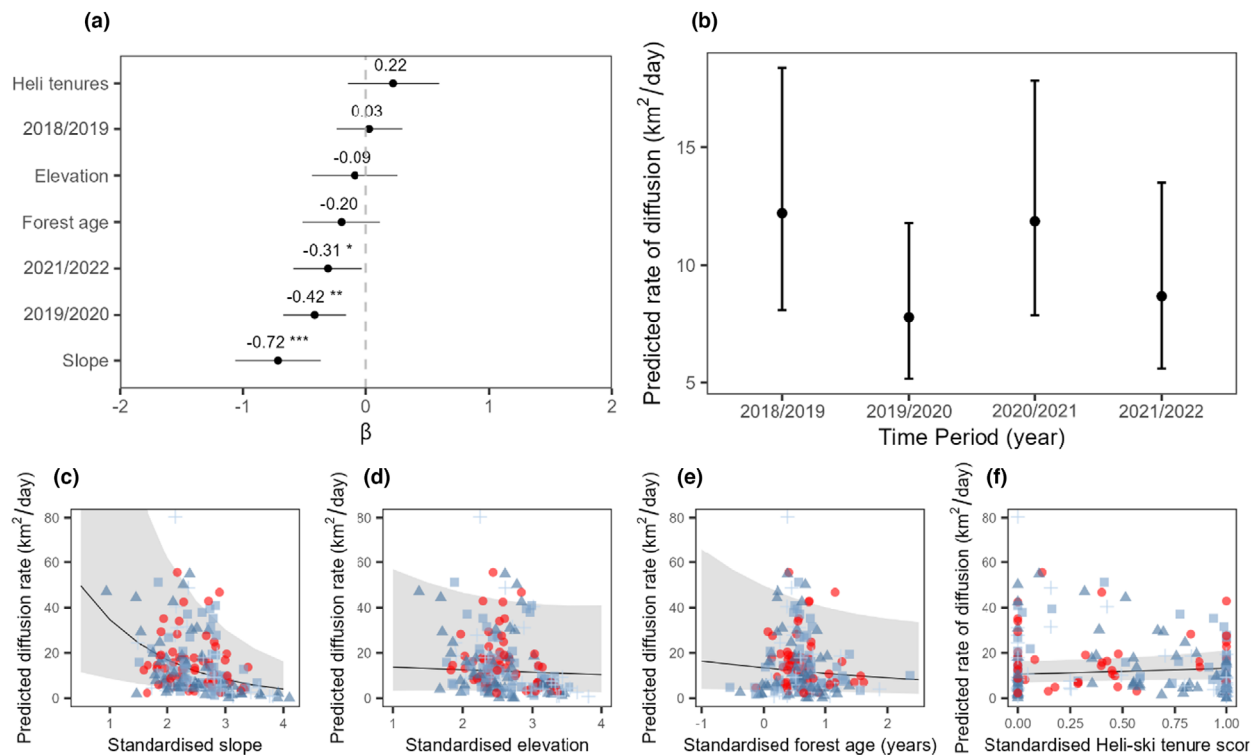 (a)
Heli tenures
2018/2019
Elevation
Forest age
2021/2022
2019/2020
Slope
0.22
0.03
-0.09
-0.20
-0.31 *
-0.42 **
-0.72 ***
-2 -1 0 1 2
β
(b)
Predicted rate of diffusion (km²/day)
15
10
5
2018/2019 2019/2020 2020/2021 2021/2022
Time Period (year)
(c)
Predicted diffusion rate (km²/day)
80
60
40
20
0
1 2 3 4
Standardised slope
(d)
Predicted diffusion rate (km²/day)
80
60
40
20
0
1 2 3 4
Standardised elevation
(e)
Predicted diffusion rate (km²/day)
80
60
40
20
0
-1 0 1 2
Standardised forest age (years)
(f)
Predicted rate of diffusion (km²/day)
80
60
40
20
0
0.00 0.25 0.50 0.75 1.00
Standardised Heli-ski tenure scor